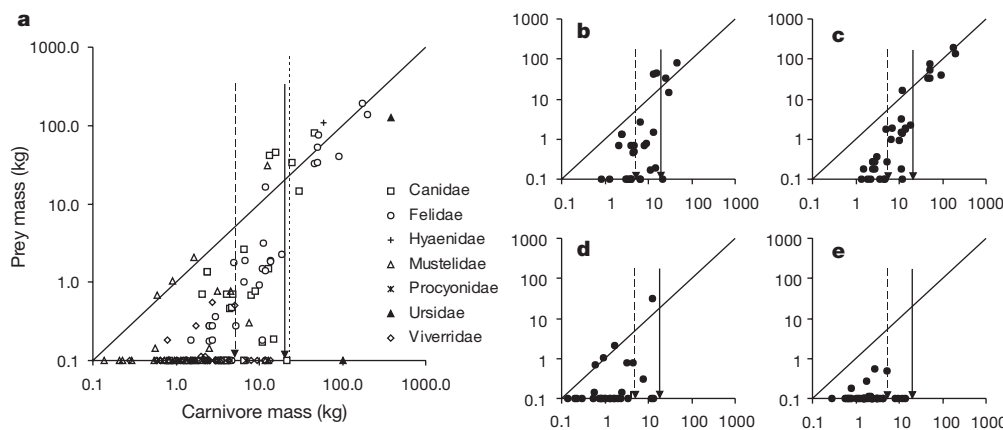 a
1000.0
100.0
10.0
1.0
0.1
Prey mass (kg)
0.1 1.0 10.0 100.0 1000.0
Carnivore mass (kg)
Canidae
Felidae
Hyaenidae
Mustelidae
Procyonidae
Ursidae
Viverridae
b
1000
100
10
1
0.1
0.1 1 10 100 1000
c
1000
100
10
1
0.1
0.1 1 10 100 1000
d
1000
100
10
1
0.1
0.1 1 10 100 1000
e
1000
100
10
1
0.1
0.1 1 10 100 1000